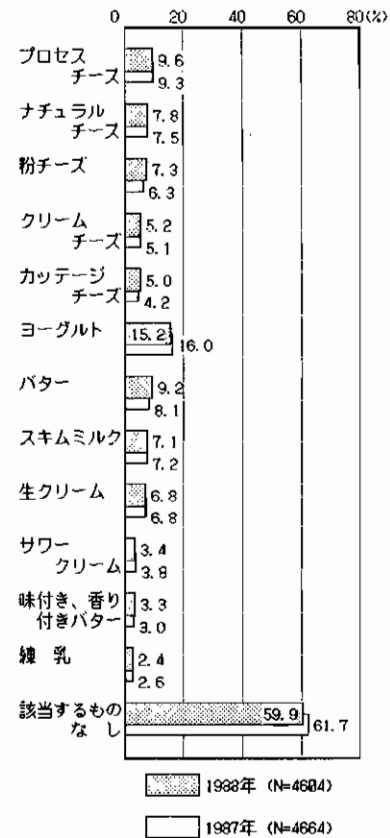 0 20 40 60 80(%)
プロセス
チーズ
9.6
9.3
ナチュラル
チーズ
7.8
7.5
粉チーズ
7.3
6.3
クリーム
チーズ
5.2
5.1
カッテージ
チーズ
5.0
4.2
ヨーグルト
15.2
16.0
バター
9.2
8.1
スキムミルク
7.1
7.2
生クリーム
6.8
6.8
サワー
クリーム
3.4
3.8
味付き、香り
付きバター
3.3
3.0
練 乳
2.4
2.6
該当するもの
なし
59.9
61.7
1988年 (N=4604)
1987年 (N=4664)